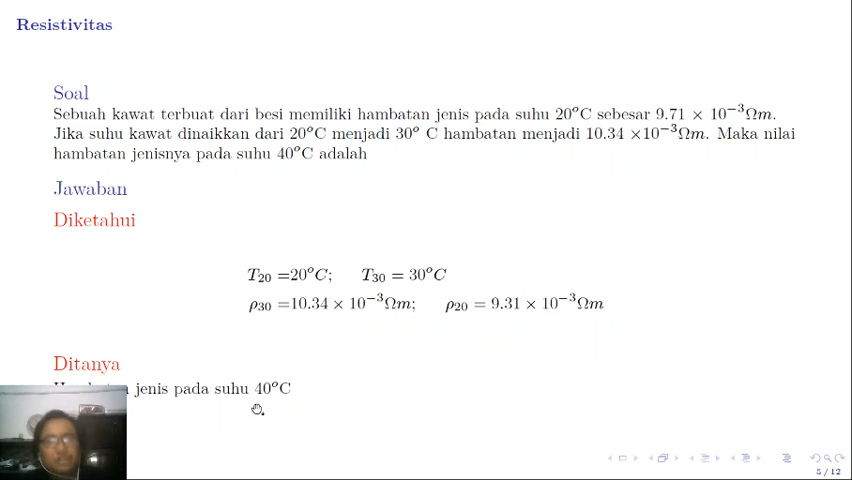 Resistivitas
Soal
Sebuah kawat terbuat dari besi memiliki hambatan jenis pada suhu 20°C sebesar 9.71 × 10⁻³Ωm.
Jika suhu kawat dinaikkan dari 20°C menjadi 30° C hambatan menjadi 10.34 ×10⁻³Ωm. Maka nilai
hambatan jenisnya pada suhu 40°C adalah
Jawaban
Diketahui
T₂₀ =20°C; T₃₀ = 30°C
ρ₃₀ =10.34 × 10⁻³Ωm; ρ₂₀ = 9.31 × 10⁻³Ωm
Ditanya
jenis pada suhu 40°C
5 / 12